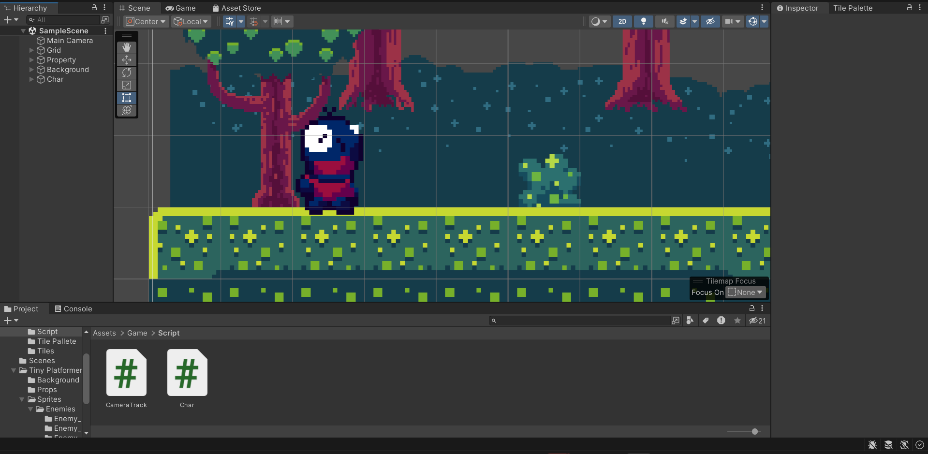 Hierarchy
Scene
Game
Asset Store
Inspector
Tile Palette
All
Center
Local
2D
SampleScene
Main Camera
Grid
Property
Background
Char
Tilemap Focus
Focus On
None
Project
Console
21
Script
Tile Pallete
Tiles
Scenes
Tiny Platformer
Background
Props
Sprites
Enemies
Enemy_
Enemy_
Assets > Game > Script
CameraTrack
Char